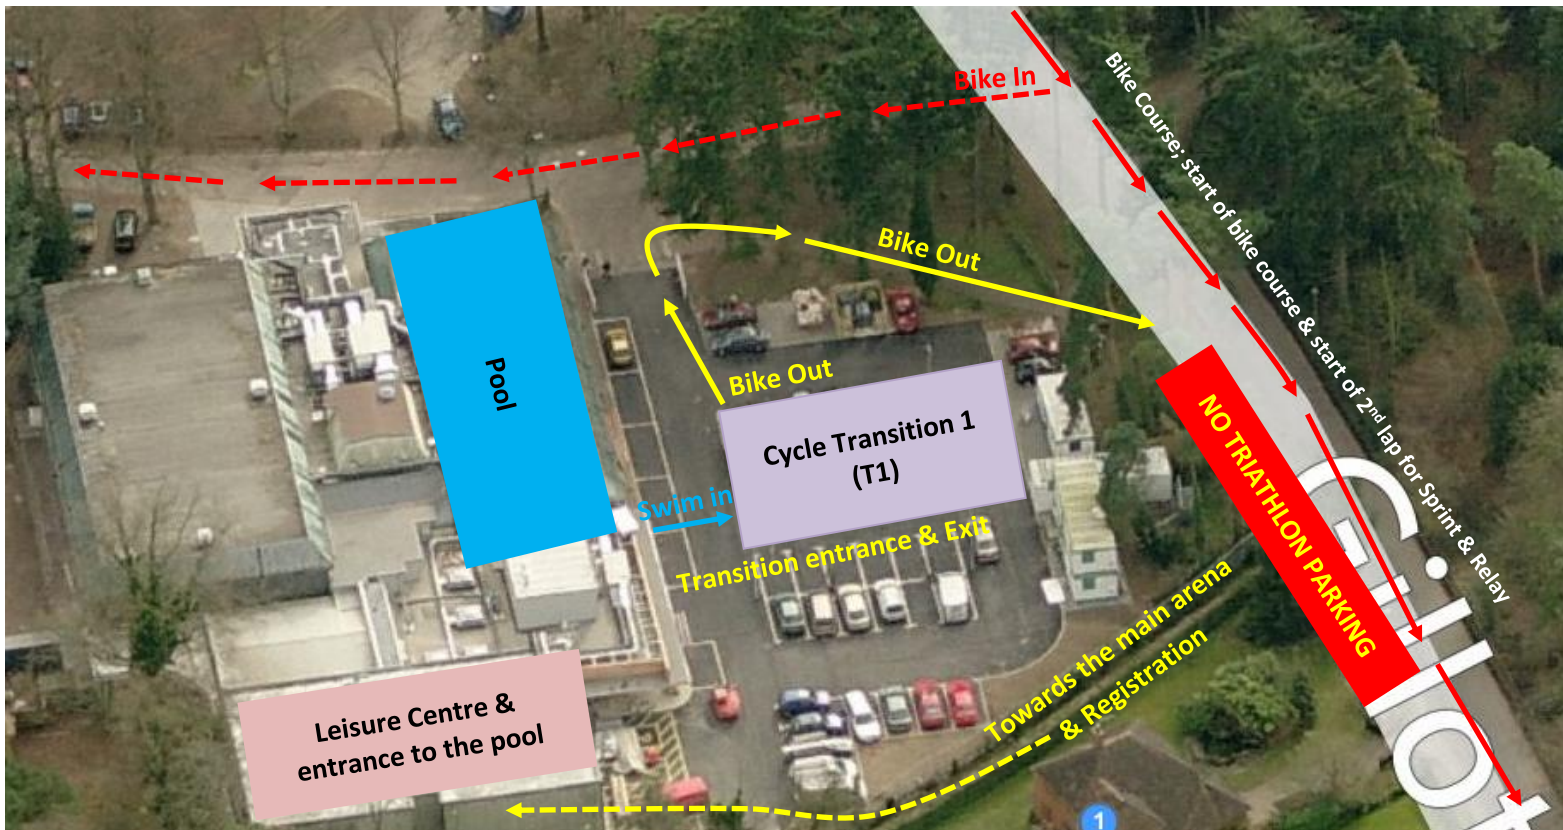 Bike In
Bike Course; start of bike course & start of 2nd lap for Sprint & Relay
Bike Out
Pool
Bike Out
Cycle Transition 1
(T1)
Swim in
Transition entrance & Exit
NO TRIATHLON PARKING
Towards the main arena
& Registration
Leisure Centre &
entrance to the pool
1